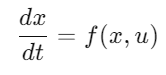 dx/dt = f(x, u)